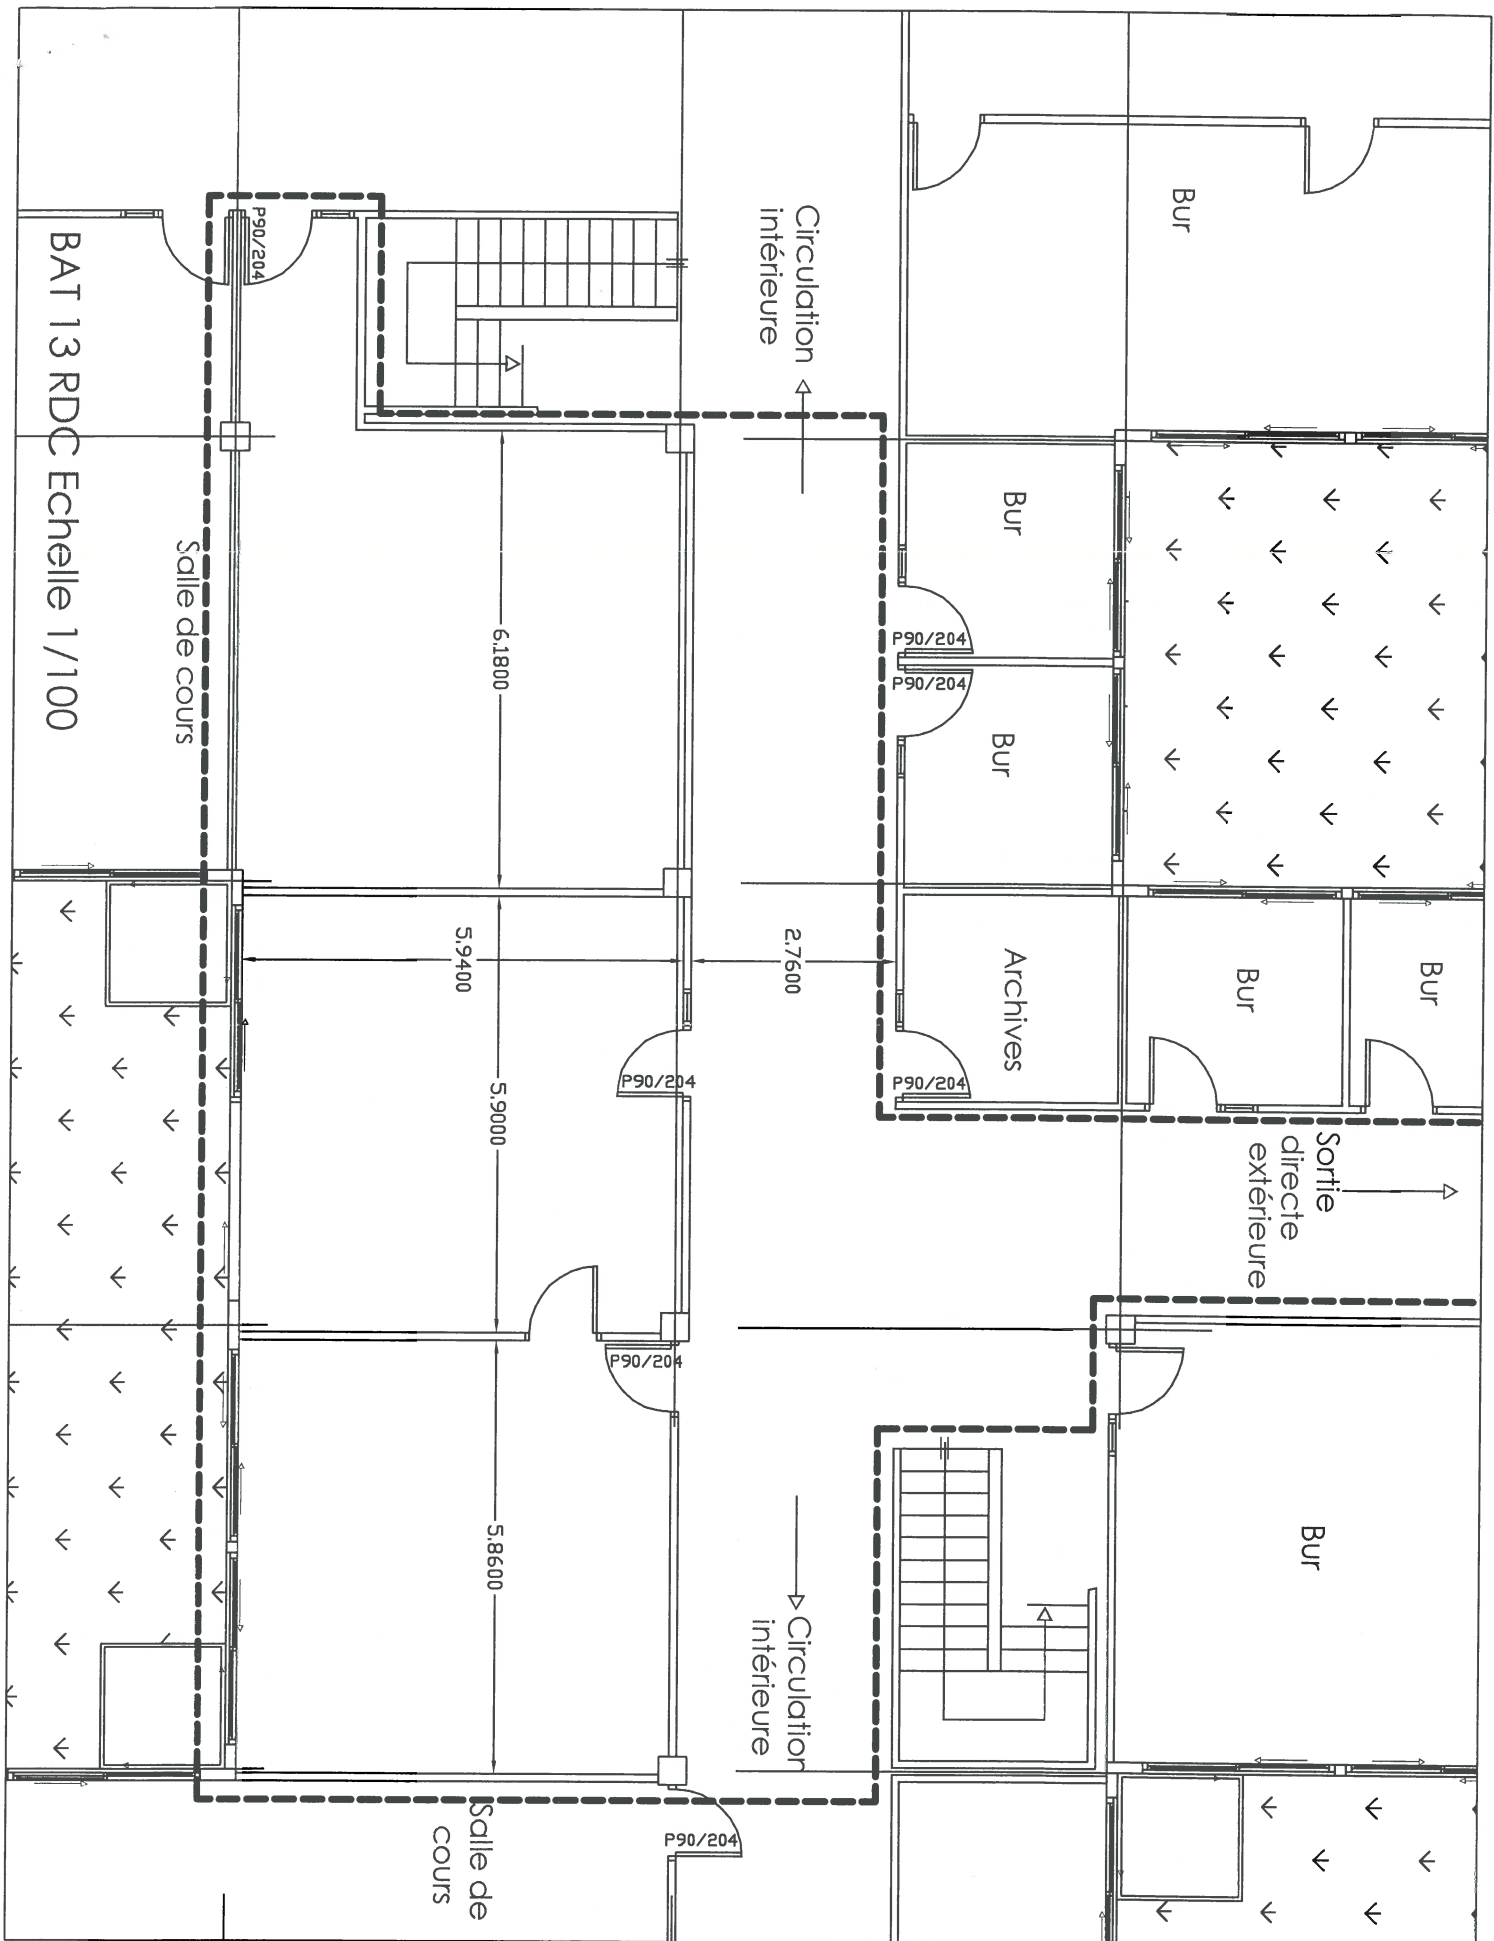 Bur
Circulation
intérieure
P90/204
BAT 13 RDC Echelle 1/100
Salle de cours
6.1800
Bur
P90/204
P90/204
Bur
5.9400
2.7600
Archives
Bur
Bur
P90/204
P90/204
5.9000
Sortie
directe
extérieure
P90/204
5.8600
Bur
Circulation
intérieure
P90/204
Salle de
cours